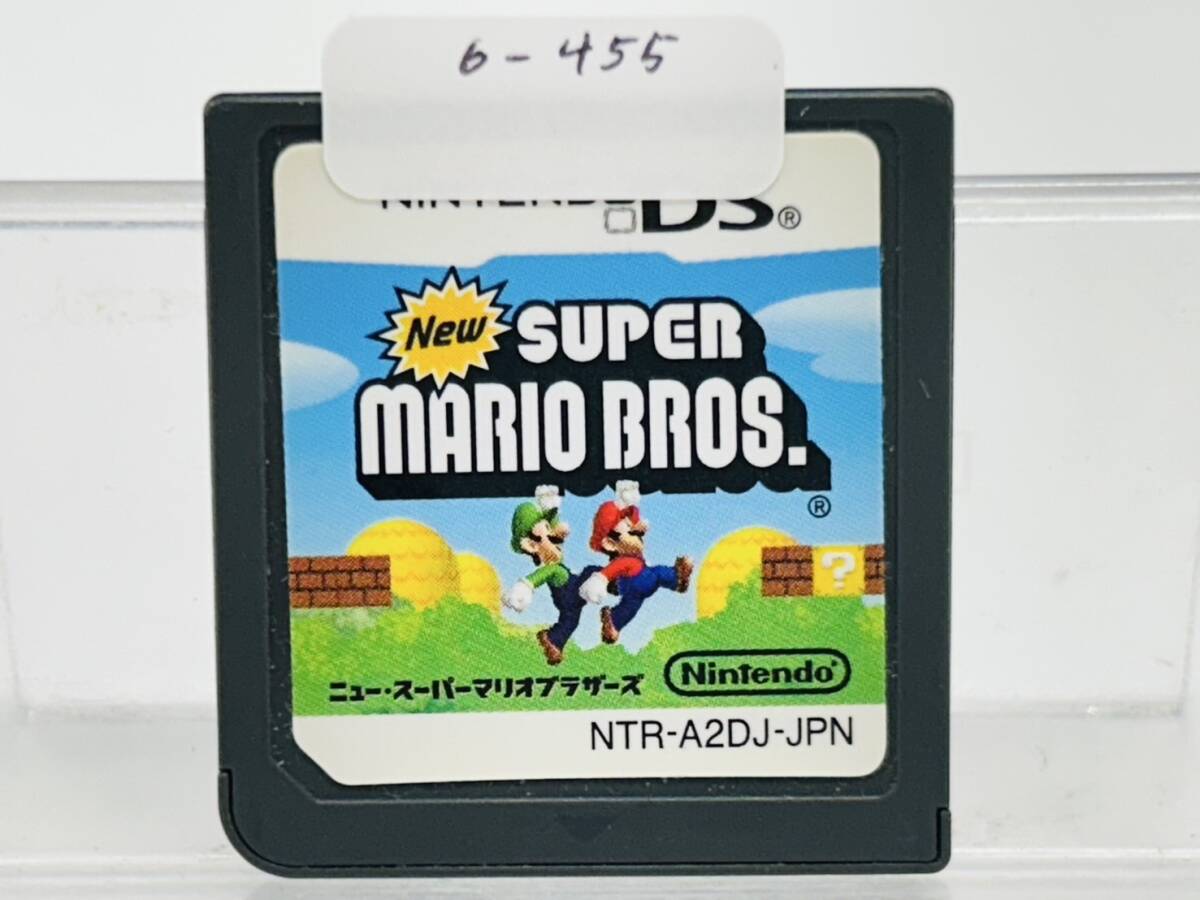 6-455
NINTENDO DS®
New SUPER
MARIO BROS.
®
?
ニュー・スーパーマリオブラザーズ
Nintendo®
NTR-A2DJ-JPN